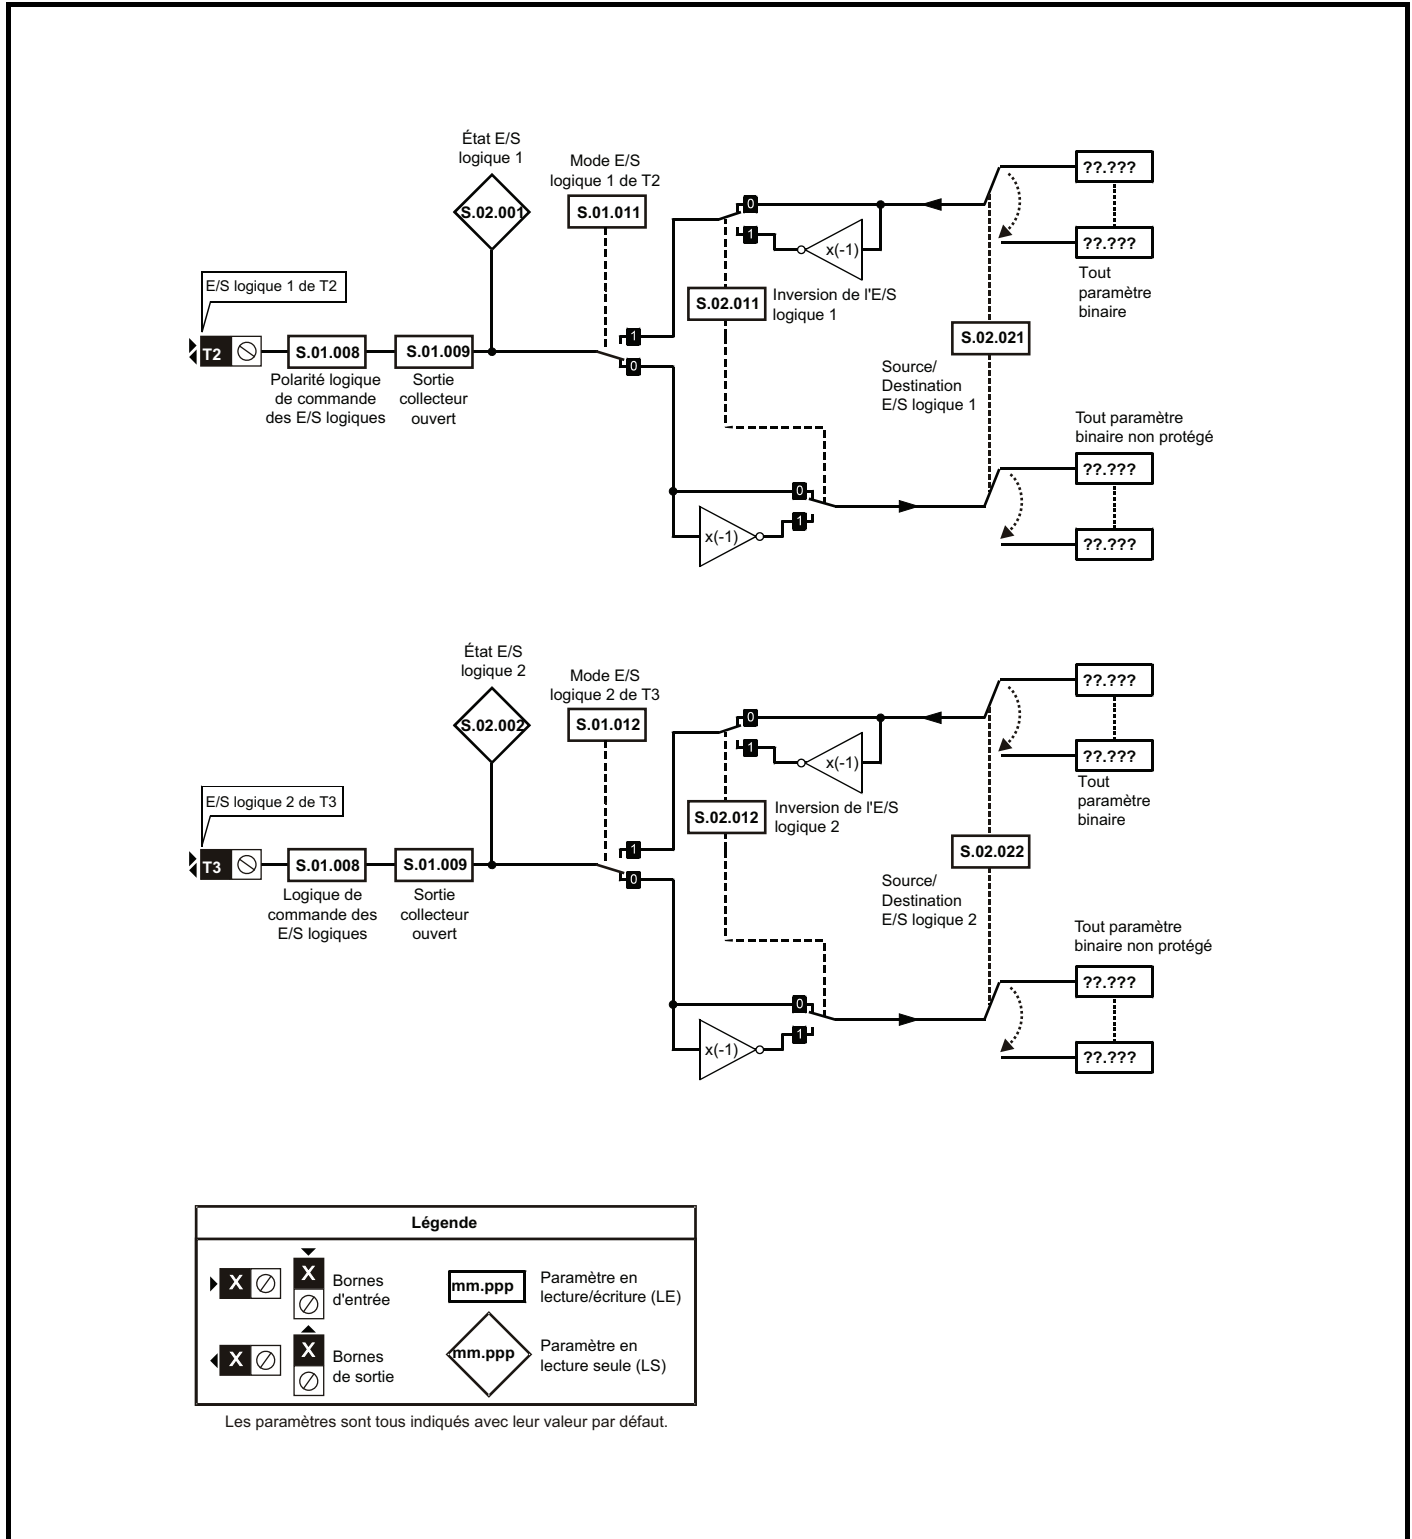 État E/S
logique 1
S.02.001
Mode E/S
logique 1 de T2
S.01.011
0
1
x(-1)
??.???
??.???
Tout
paramètre
binaire
E/S logique 1 de T2
S.02.011
Inversion de l'E/S
logique 1
S.02.021
T2
S.01.008
S.01.009
1
0
Polarité logique
de commande
des E/S logiques
Sortie
collecteur
ouvert
Source/
Destination
E/S logique 1
Tout paramètre
binaire non protégé
??.???
??.???
0
1
x(-1)
État E/S
logique 2
S.02.002
Mode E/S
logique 2 de T3
S.01.012
0
1
x(-1)
??.???
??.???
Tout
paramètre
binaire
E/S logique 2 de T3
S.02.012
Inversion de l'E/S
logique 2
S.02.022
T3
S.01.008
S.01.009
1
0
Logique de
commande des
E/S logiques
Sortie
collecteur
ouvert
Source/
Destination
E/S logique 2
Tout paramètre
binaire non protégé
??.???
??.???
0
1
x(-1)
Légende
X
X
Bornes
d'entrée
mm.ppp
Paramètre en
lecture/écriture (LE)
X
X
Bornes
de sortie
mm.ppp
Paramètre en
lecture seule (LS)
Les paramètres sont tous indiqués avec leur valeur par défaut.